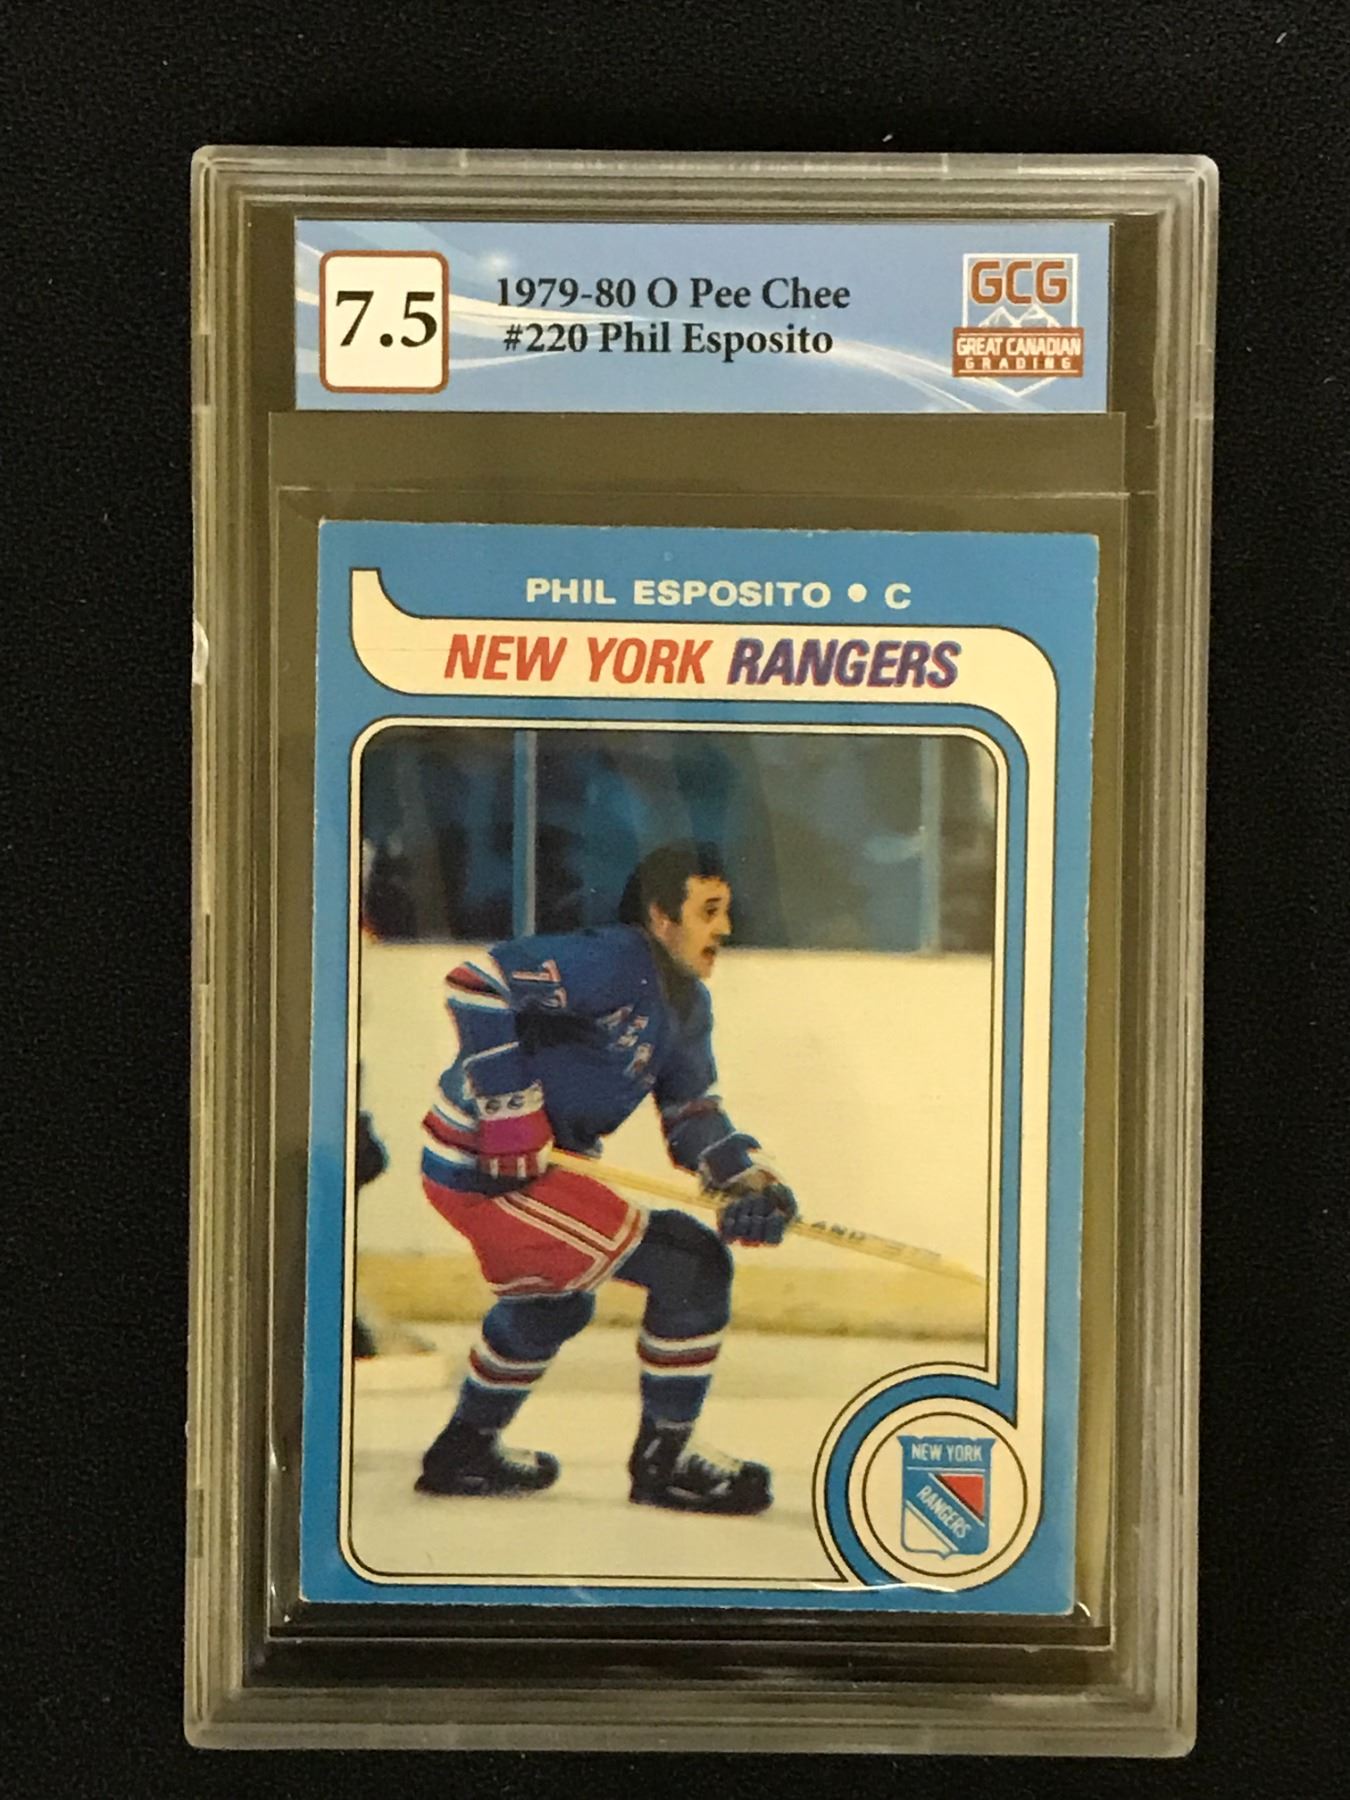 7.5
1979-80 O Pee Chee
#220 Phil Esposito
GCG
GREAT CANADIAN
GRADING
PHIL ESPOSITO • C
NEW YORK RANGERS
NEW YORK
RANGERS